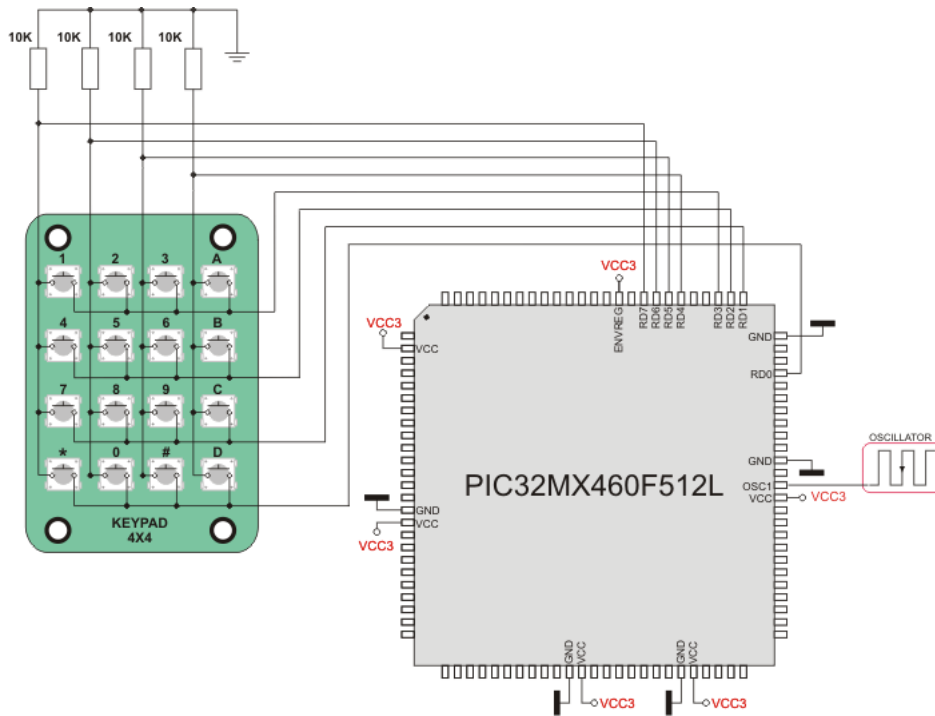 10K 10K 10K 10K
VCC3
ENVREG RD7 RD6 RD5 RD4 RD3 RD2 RD1
1 2 3 A
4 5 6 B
7 8 9 C
* 0 # D
KEYPAD
4X4
VCC3
VCC
GND
RD0
OSCILLATOR
GND
OSC1
VCC VCC3
PIC32MX460F512L
GND
VCC
VCC3
GND VCC GND VCC
VCC3 VCC3